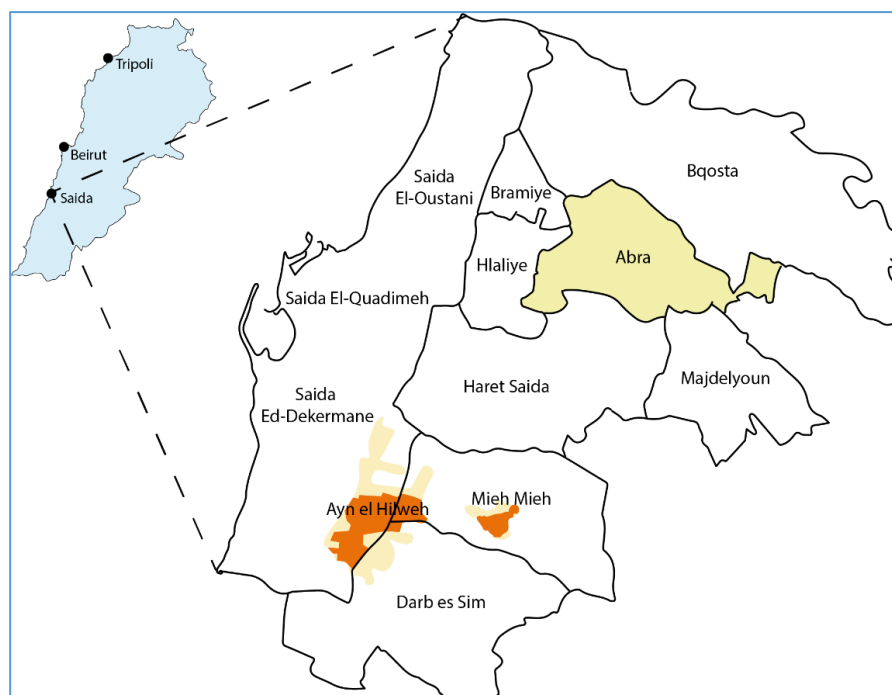 Tripoli
Beirut
Saida
Saida
El-Oustani
Bramiye
Bqosta
Hlaliye
Abra
Saida El-Quadimeh
Haret Saida
Majdelyoun
Saida
Ed-Dekermane
Ayn el Hilweh
Mieh Mieh
Darb es Sim